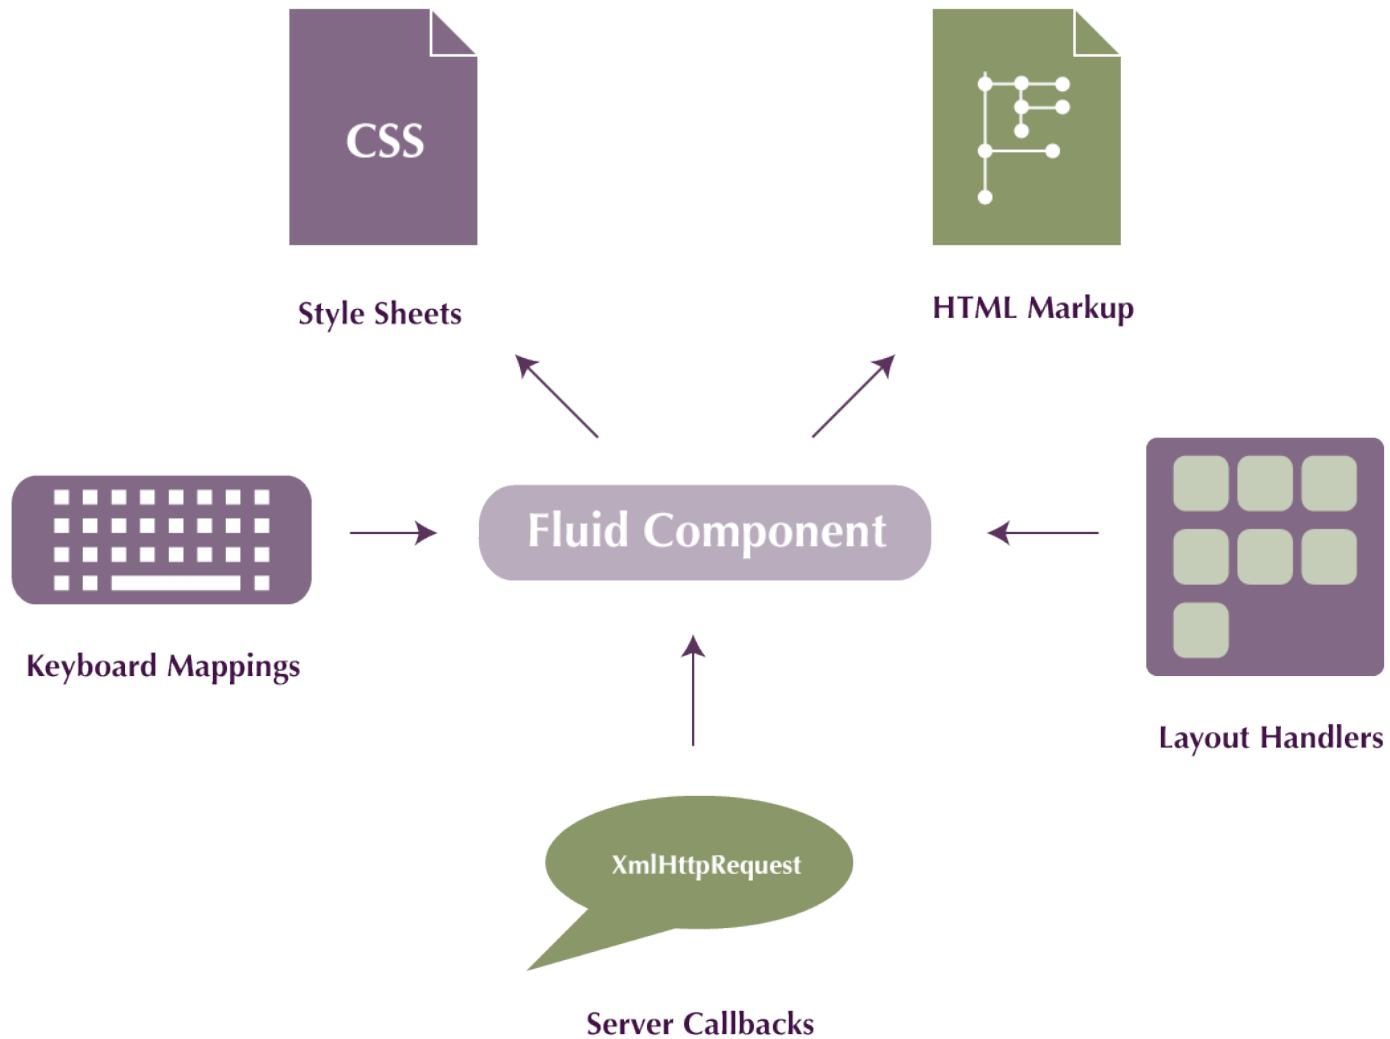 CSS
Style Sheets
HTML Markup
Fluid Component
Keyboard Mappings
Layout Handlers
XmlHttpRequest
Server Callbacks